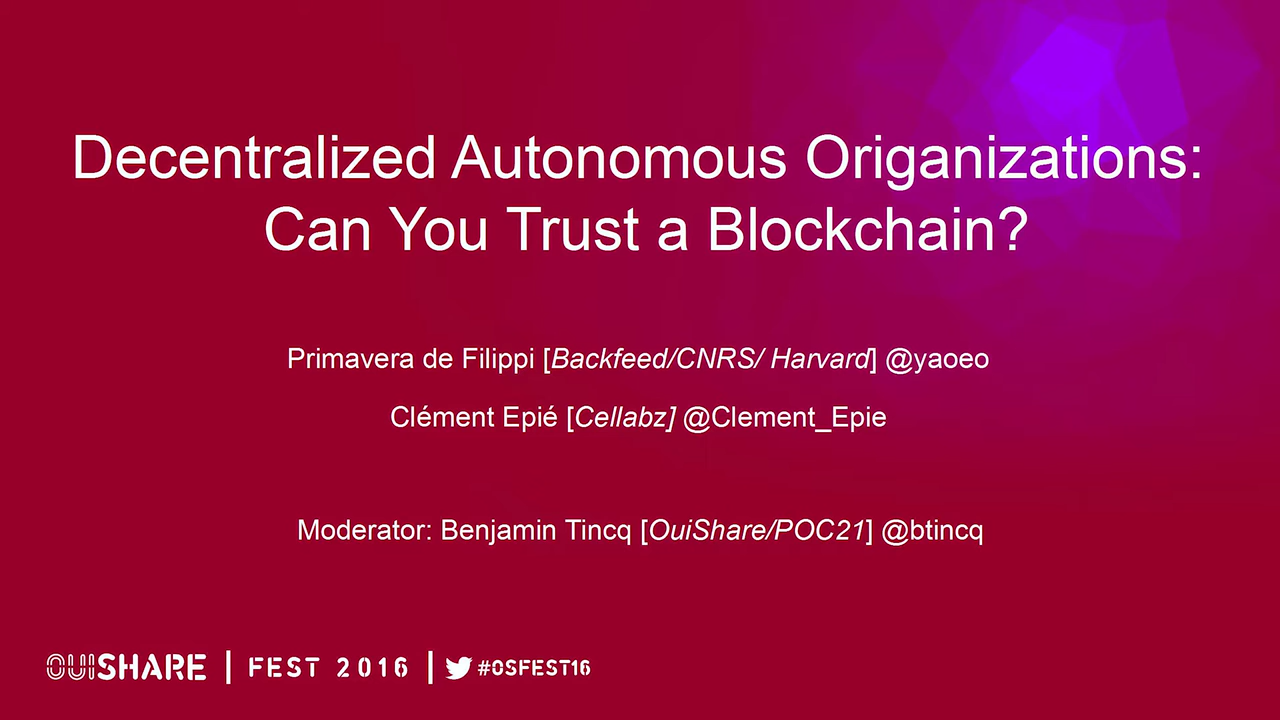 Decentralized Autonomous Origanizations:
Can You Trust a Blockchain?
Primavera de Filippi [Backfeed/CNRS/ Harvard] @yaoeo
Clément Epié [Cellabz] @Clement_Epie
Moderator: Benjamin Tincq [OuiShare/POC21] @btincq
OUISHARE | FEST 2016 | #OSFEST16